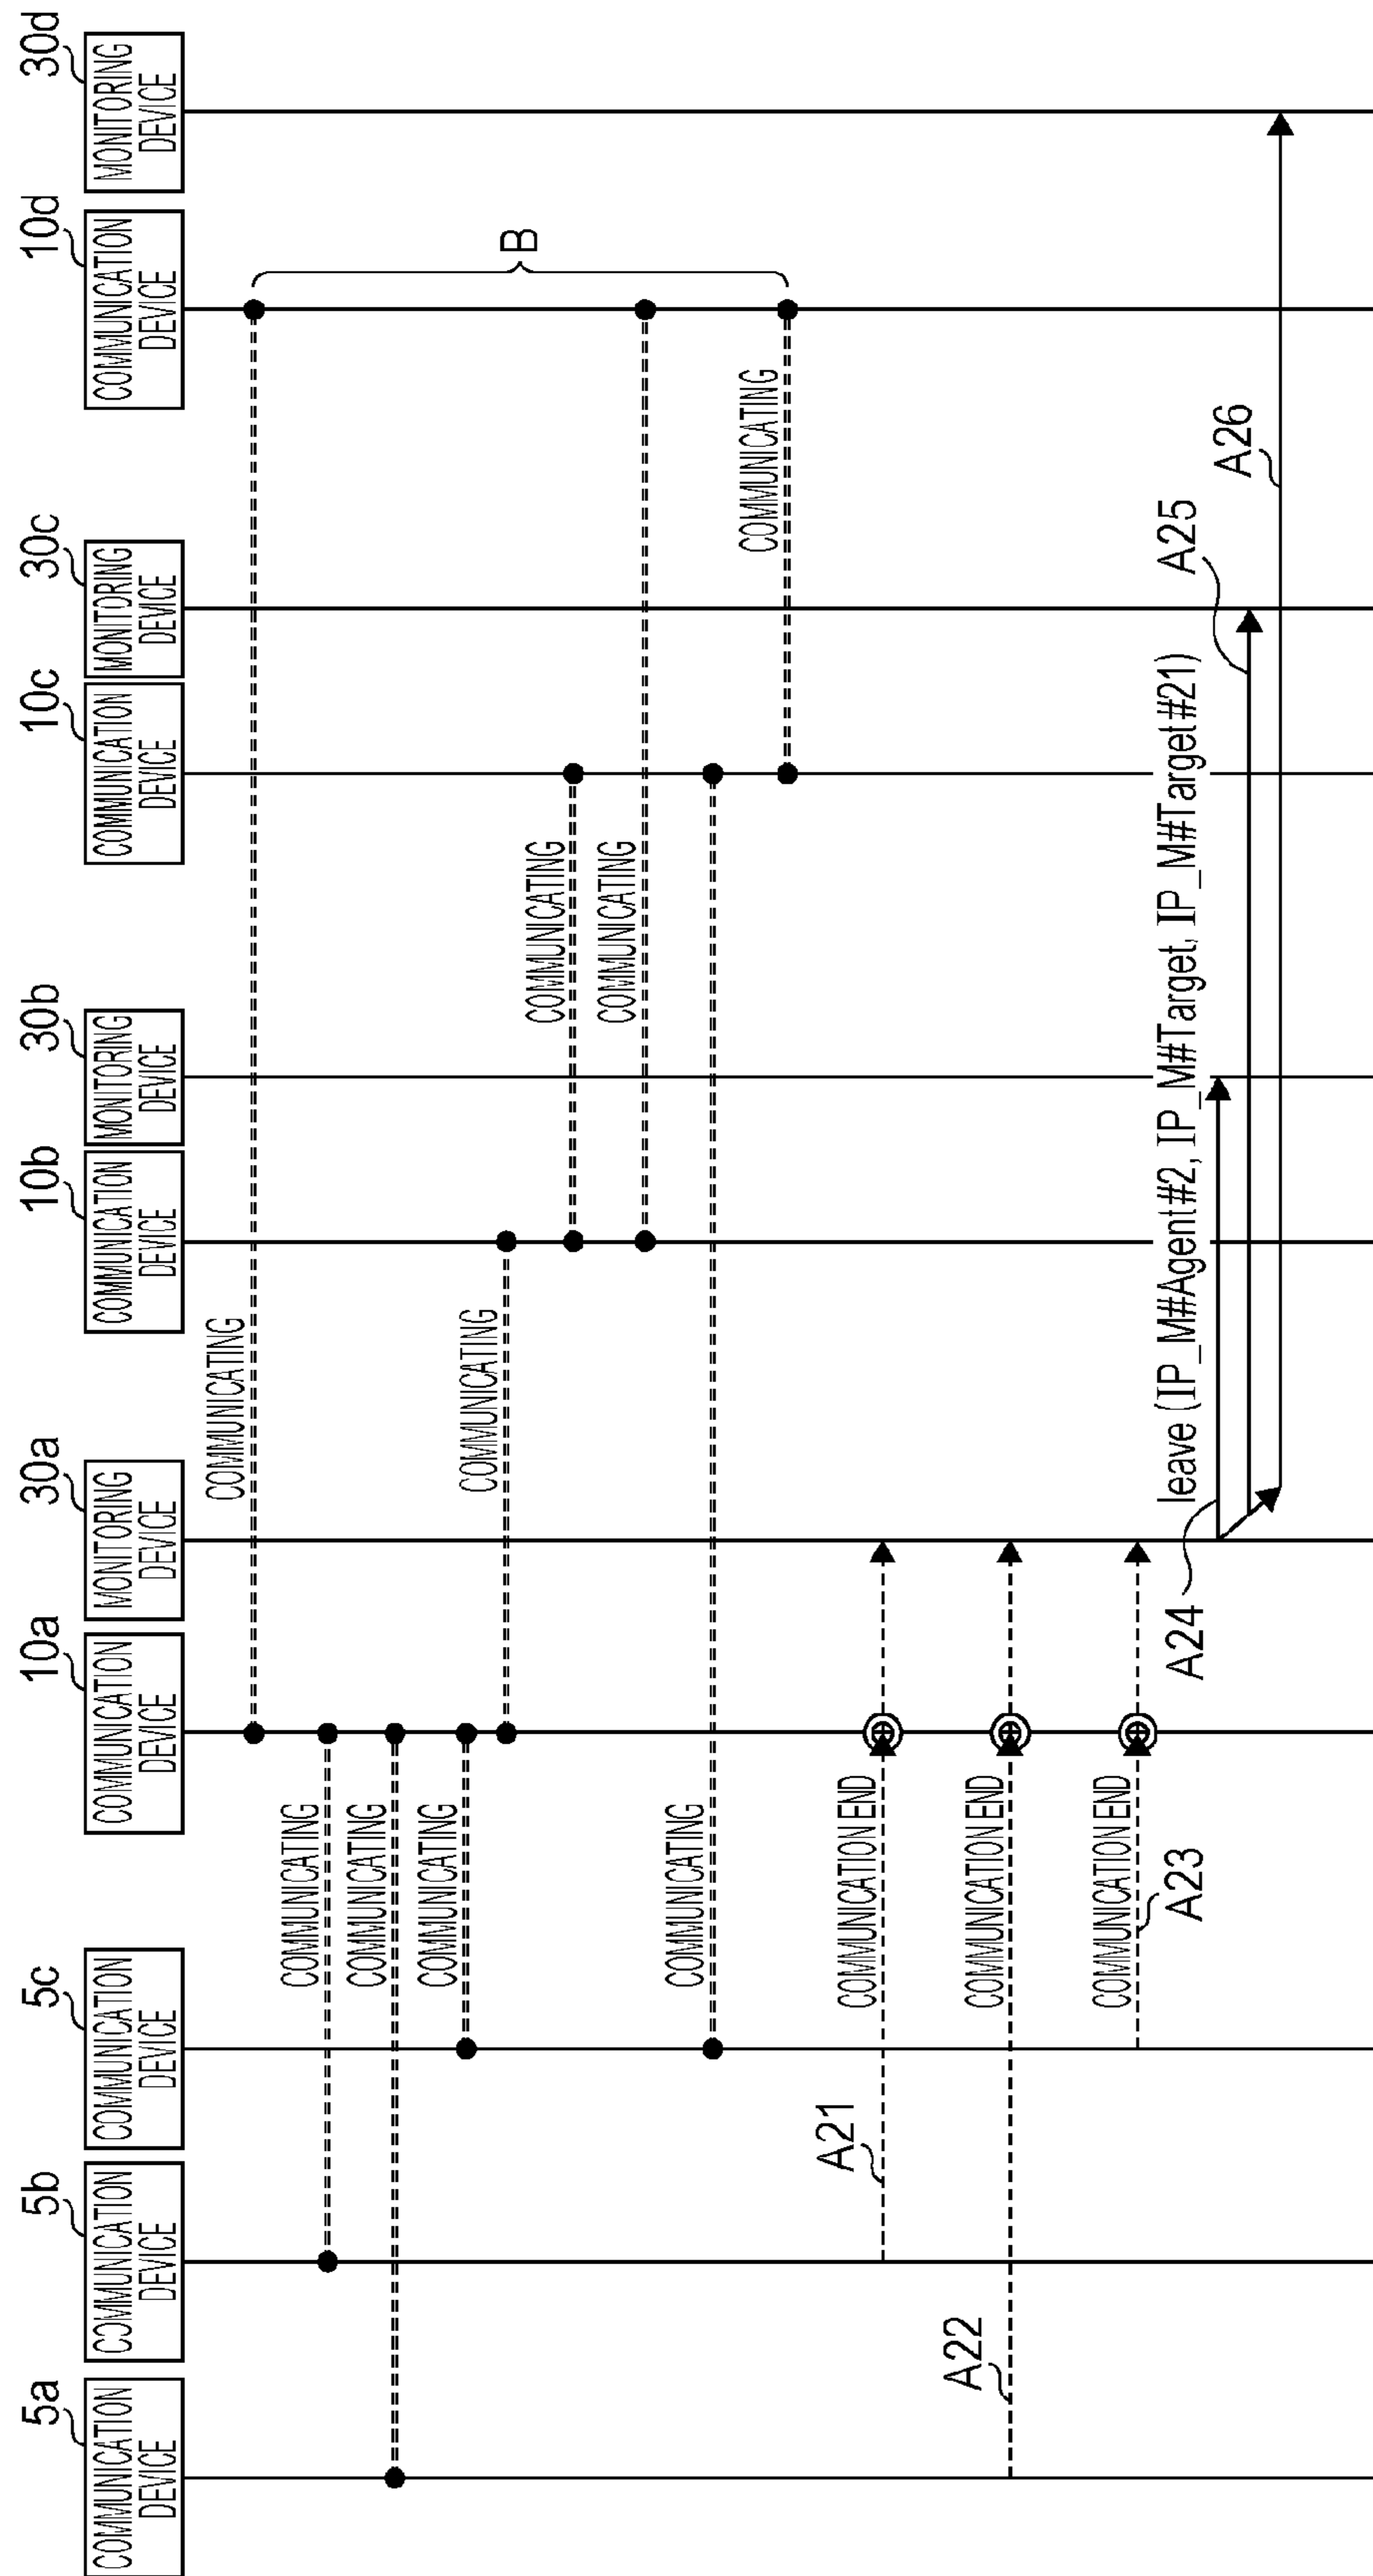 5a
COMMUNICATION
DEVICE
5b
COMMUNICATION
DEVICE
5c
COMMUNICATION
DEVICE
10a
COMMUNICATION
DEVICE
30a
MONITORING
DEVICE
10b
COMMUNICATION
DEVICE
30b
MONITORING
DEVICE
10c
COMMUNICATION
DEVICE
30c
MONITORING
DEVICE
10d
COMMUNICATION
DEVICE
30d
MONITORING
DEVICE
COMMUNICATING
COMMUNICATING
COMMUNICATING
COMMUNICATING
COMMUNICATING
B
COMMUNICATING
COMMUNICATING
COMMUNICATING
COMMUNICATING
A21
COMMUNICATION END
A22
COMMUNICATION END
COMMUNICATION END
A23
A24
leave (IP_M#Agent#2, IP_M#Target, IP_M#Target#21)
A25
A26